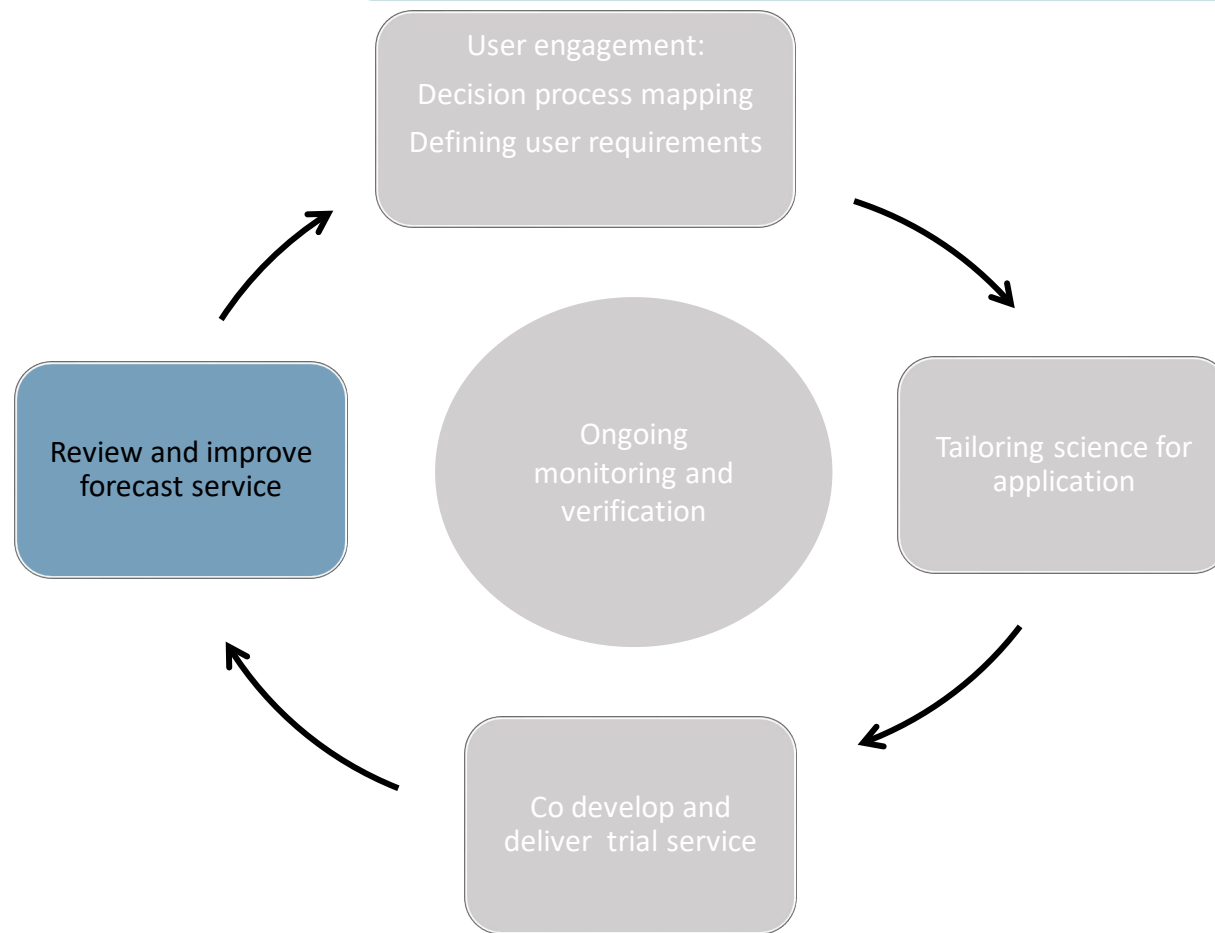 User engagement:
Decision process mapping
Defining user requirements
Review and improve
forecast service
Ongoing
monitoring and
verification
Tailoring science for
application
Co develop and
deliver  trial service